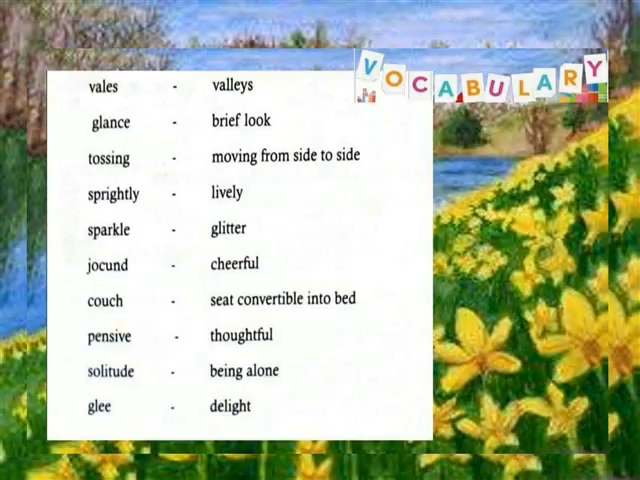 VOCABULARY
vales - valleys
glance - brief look
tossing - moving from side to side
sprightly - lively
sparkle - glitter
jocund - cheerful
couch - seat convertible into bed
pensive - thoughtful
solitude - being alone
glee - delight